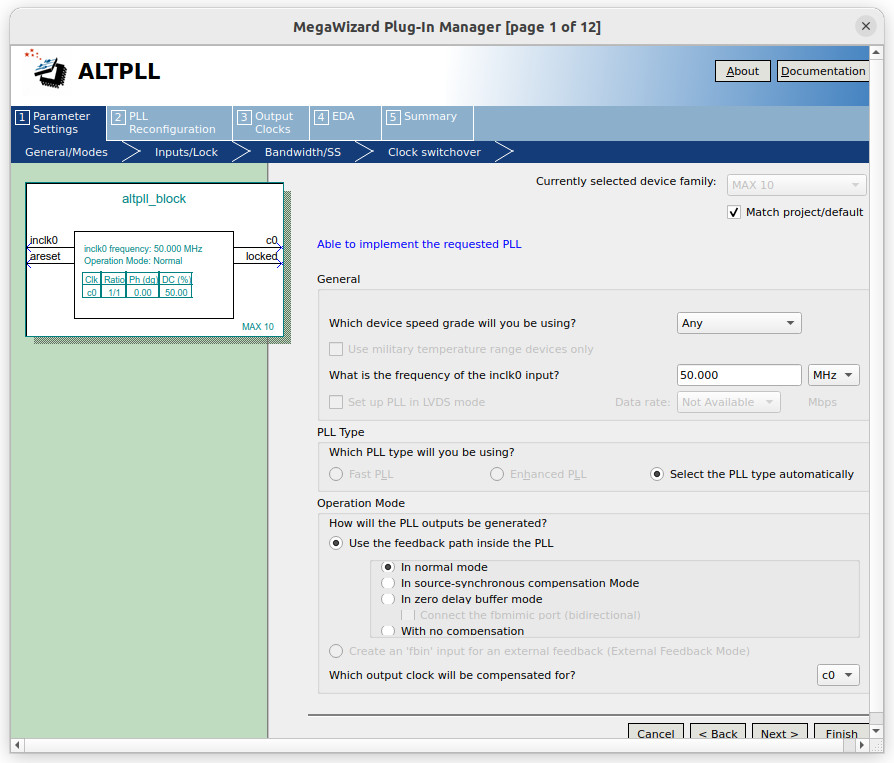 MegaWizard Plug-In Manager [page 1 of 12]
ALTPLL
About
Documentation
1 Parameter Settings
2 PLL Reconfiguration
3 Output Clocks
4 EDA
5 Summary
General/Modes
Inputs/Lock
Bandwidth/SS
Clock switchover
altpll_block
inclk0
areset
c0
locked
inclk0 frequency: 50.000 MHz
Operation Mode: Normal
Clk Ratio Ph (dg) DC (%)
c0 1/1 0.00 50.00
MAX 10
Currently selected device family:
MAX 10
Match project/default
Able to implement the requested PLL
General
Which device speed grade will you be using?
Any
Use military temperature range devices only
What is the frequency of the inclk0 input?
50.000
MHz
Set up PLL in LVDS mode
Data rate:
Not Available
Mbps
PLL Type
Which PLL type will you be using?
Fast PLL
Enhanced PLL
Select the PLL type automatically
Operation Mode
How will the PLL outputs be generated?
Use the feedback path inside the PLL
In normal mode
In source-synchronous compensation Mode
In zero delay buffer mode
Connect the fbmimic port (bidirectional)
With no compensation
Create an 'fbin' input for an external feedback (External Feedback Mode)
Which output clock will be compensated for?
c0
Cancel
< Back
Next >
Finish